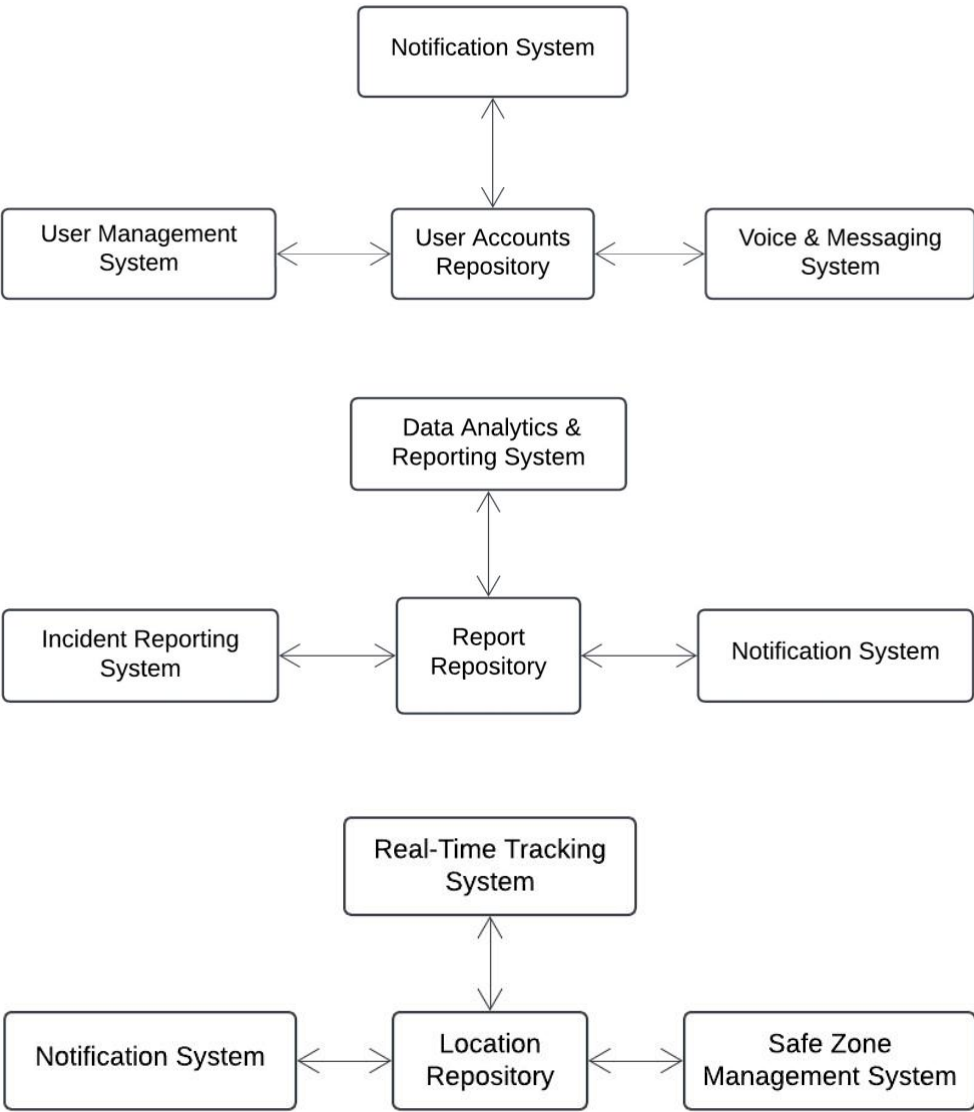 Notification System
User Management
System
User Accounts
Repository
Voice & Messaging
System
Data Analytics &
Reporting System
Incident Reporting
System
Report
Repository
Notification System
Real-Time Tracking
System
Notification System
Location
Repository
Safe Zone
Management System